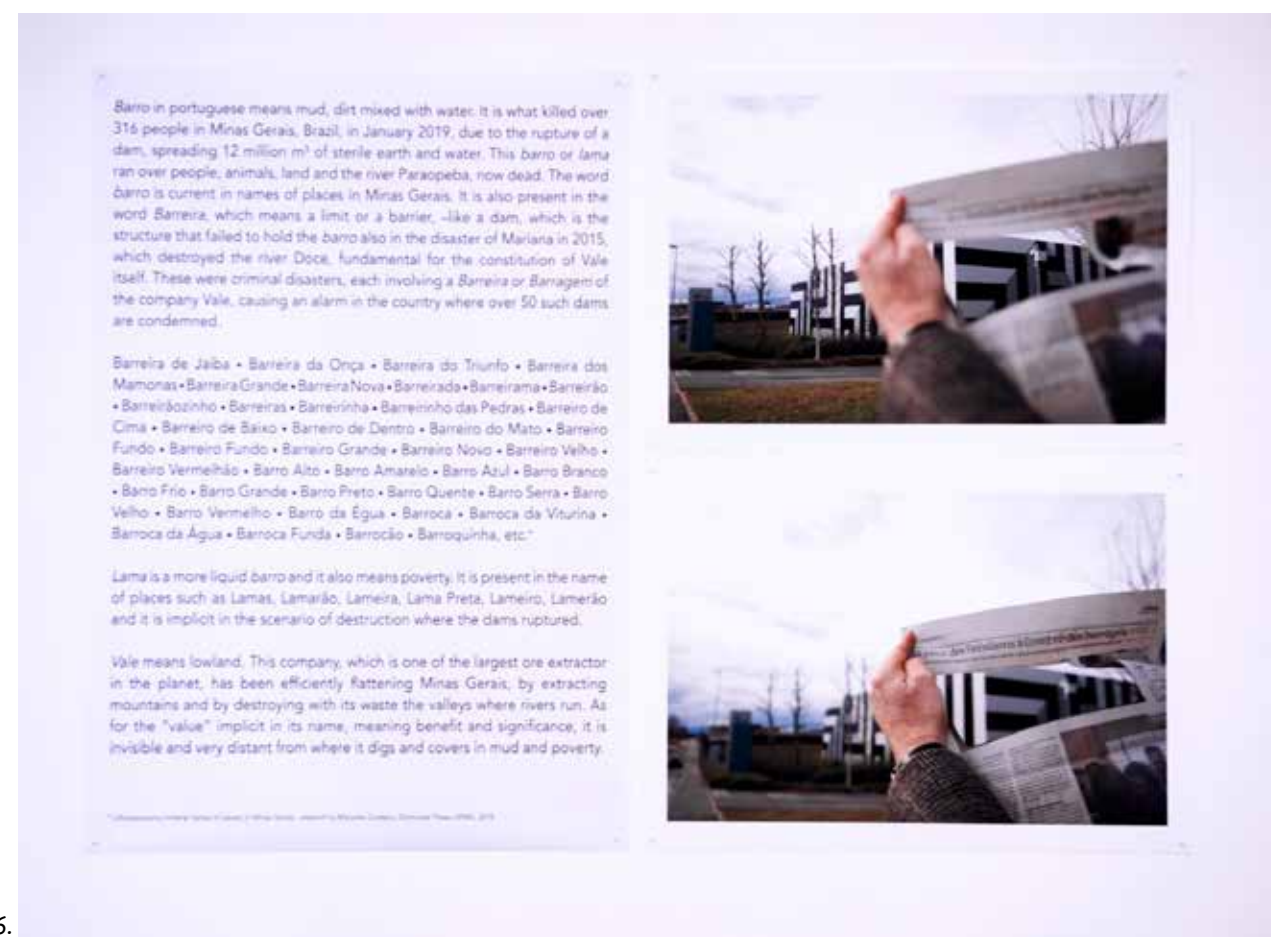 Barro in portuguese means mud, dirt mixed with water. It is what killed over
316 people in Minas Gerais, Brazil, in January 2019, due to the rupture of a
dam, spreading 12 million m³ of sterile earth and water. This barro or lama
ran over people, animals, land and the river Paraopeba, now dead. The word
barro is current in names of places in Minas Gerais. It is also present in the
word Barreira, which means a limit or a barrier, –like a dam, which is the
structure that failed to hold the barro also in the disaster of Mariana in 2015,
which destroyed the river Doce, fundamental for the constitution of Vale
itself. These were criminal disasters, each involving a Barreira or Barragem of
the company Vale, causing an alarm in the country where over 50 such dams
are condemned.
Barreira de Jaíba • Barreira da Onça • Barreira do Triunfo • Barreira dos
Mamonas • Barreira Grande • Barreira Nova • Barreirada • Barreirama • Barreirão
• Barreirãozinho • Barreiras • Barreirinha • Barreirinho das Pedras • Barreiro de
Cima • Barreiro de Baixo • Barreiro de Dentro • Barreiro do Mato • Barreiro
Fundo • Barreiro Fundo • Barreiro Grande • Barreiro Novo • Barreiro Velho •
Barreiro Vermelhão • Barro Alto • Barro Amarelo • Barro Azul • Barro Branco
• Barro Frio • Barro Grande • Barro Preto • Barro Quente • Barro Serra • Barro
Velho • Barro Vermelho • Barro da Égua • Barroca • Barroca da Viturina •
Barroca da Água • Barroca Funda • Barrocão • Barroquinha, etc.*
Lama is a more liquid barro and it also means poverty. It is present in the name
of places such as Lamas, Lamarão, Lameira, Lama Preta, Lameiro, Lamerão
and it is implicit in the scenario of destruction where the dams ruptured.
Vale means lowland. This company, which is one of the largest ore extractor
in the planet, has been efficiently flattening Minas Gerais, by extracting
mountains and by destroying with its waste the valleys where rivers run. As
for the "value" implicit in its name, meaning benefit and significance, it is
invisible and very distant from where it digs and covers in mud and poverty.
6.